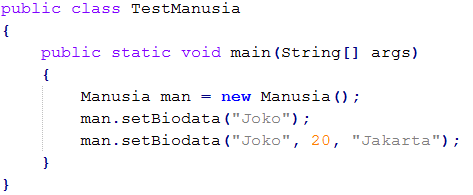 public class TestManusia
{
public static void main(String[] args)
{
Manusia man = new Manusia();
man.setBiodata("Joko");
man.setBiodata("Joko", 20, "Jakarta");
}
}